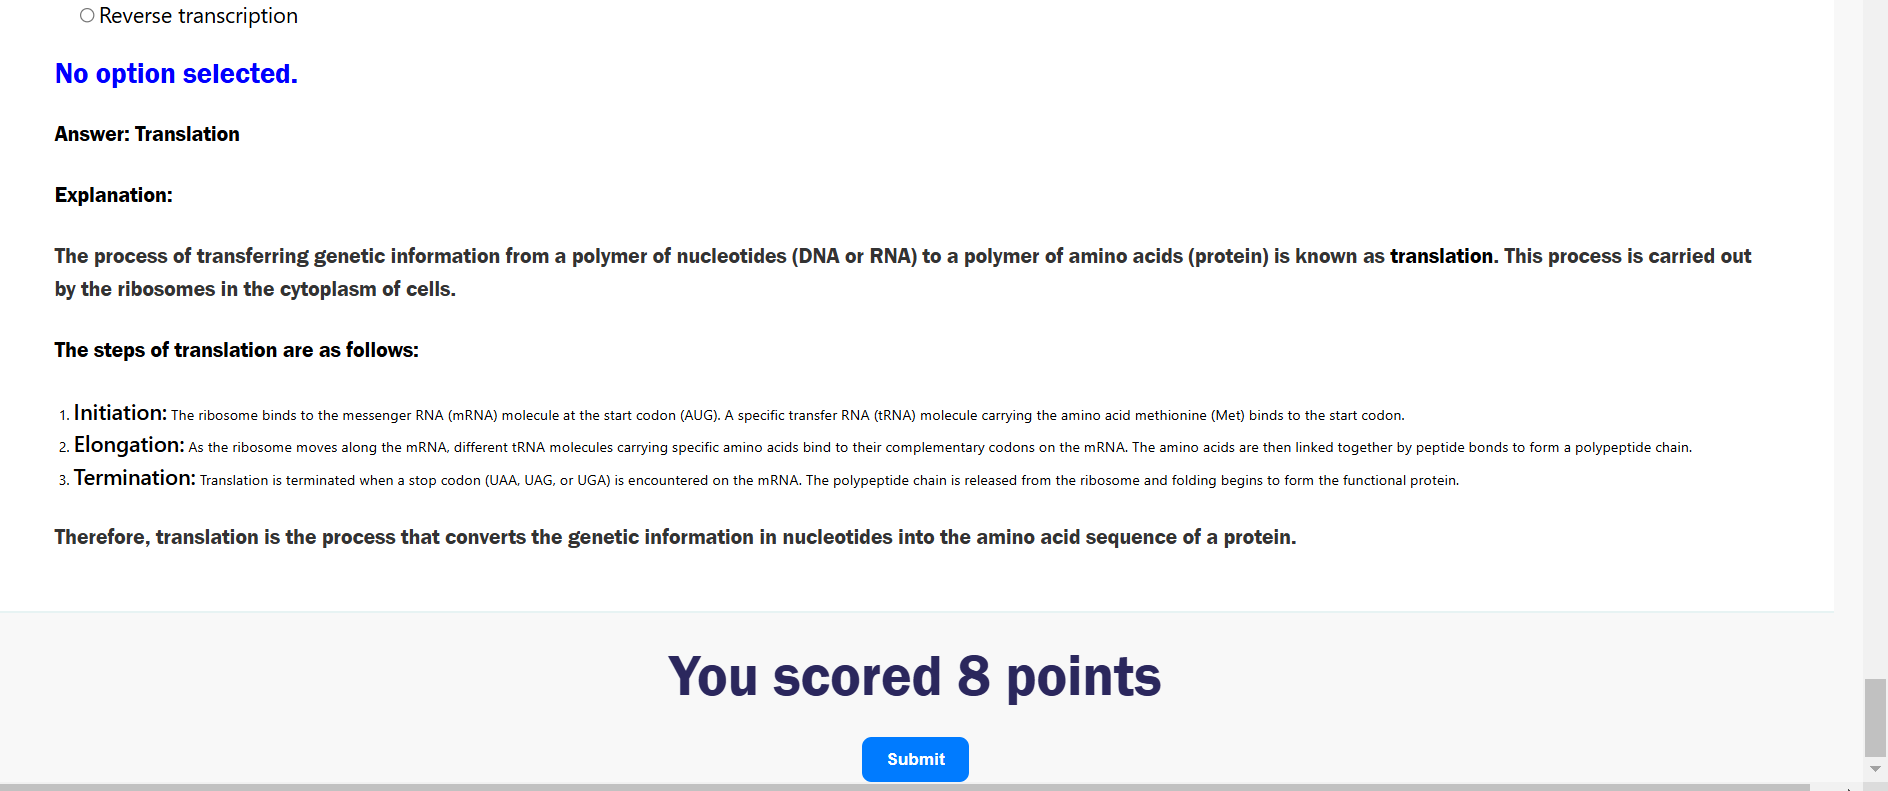 Reverse transcription
No option selected.
Answer: Translation
Explanation:
The process of transferring genetic information from a polymer of nucleotides (DNA or RNA) to a polymer of amino acids (protein) is known as translation. This process is carried out
by the ribosomes in the cytoplasm of cells.
The steps of translation are as follows:
1. Initiation: The ribosome binds to the messenger RNA (mRNA) molecule at the start codon (AUG). A specific transfer RNA (tRNA) molecule carrying the amino acid methionine (Met) binds to the start codon.
2. Elongation: As the ribosome moves along the mRNA, different tRNA molecules carrying specific amino acids bind to their complementary codons on the mRNA. The amino acids are then linked together by peptide bonds to form a polypeptide chain.
3. Termination: Translation is terminated when a stop codon (UAA, UAG, or UGA) is encountered on the mRNA. The polypeptide chain is released from the ribosome and folding begins to form the functional protein.
Therefore, translation is the process that converts the genetic information in nucleotides into the amino acid sequence of a protein.
You scored 8 points
Submit